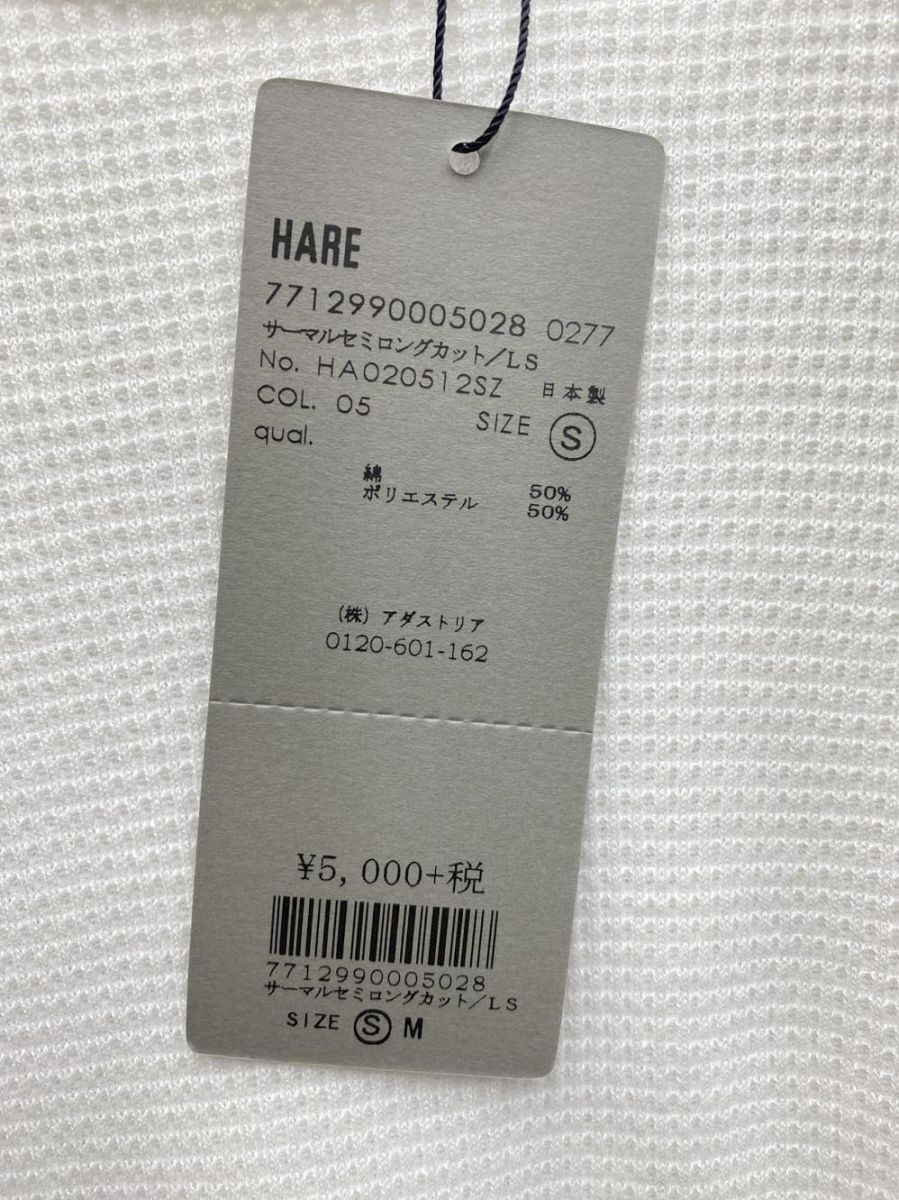 HARE
7712990005028 0277
サーマルセミロングカット/LS
No. HA020512SZ 日本製
COL. 05 SIZE S
qual.
綿 50%
ポリエステル 50%
(株) アダストリア
0120-601-162
¥5, 000+税
7712990005028
サーマルセミロングカット/LS
SIZE S M